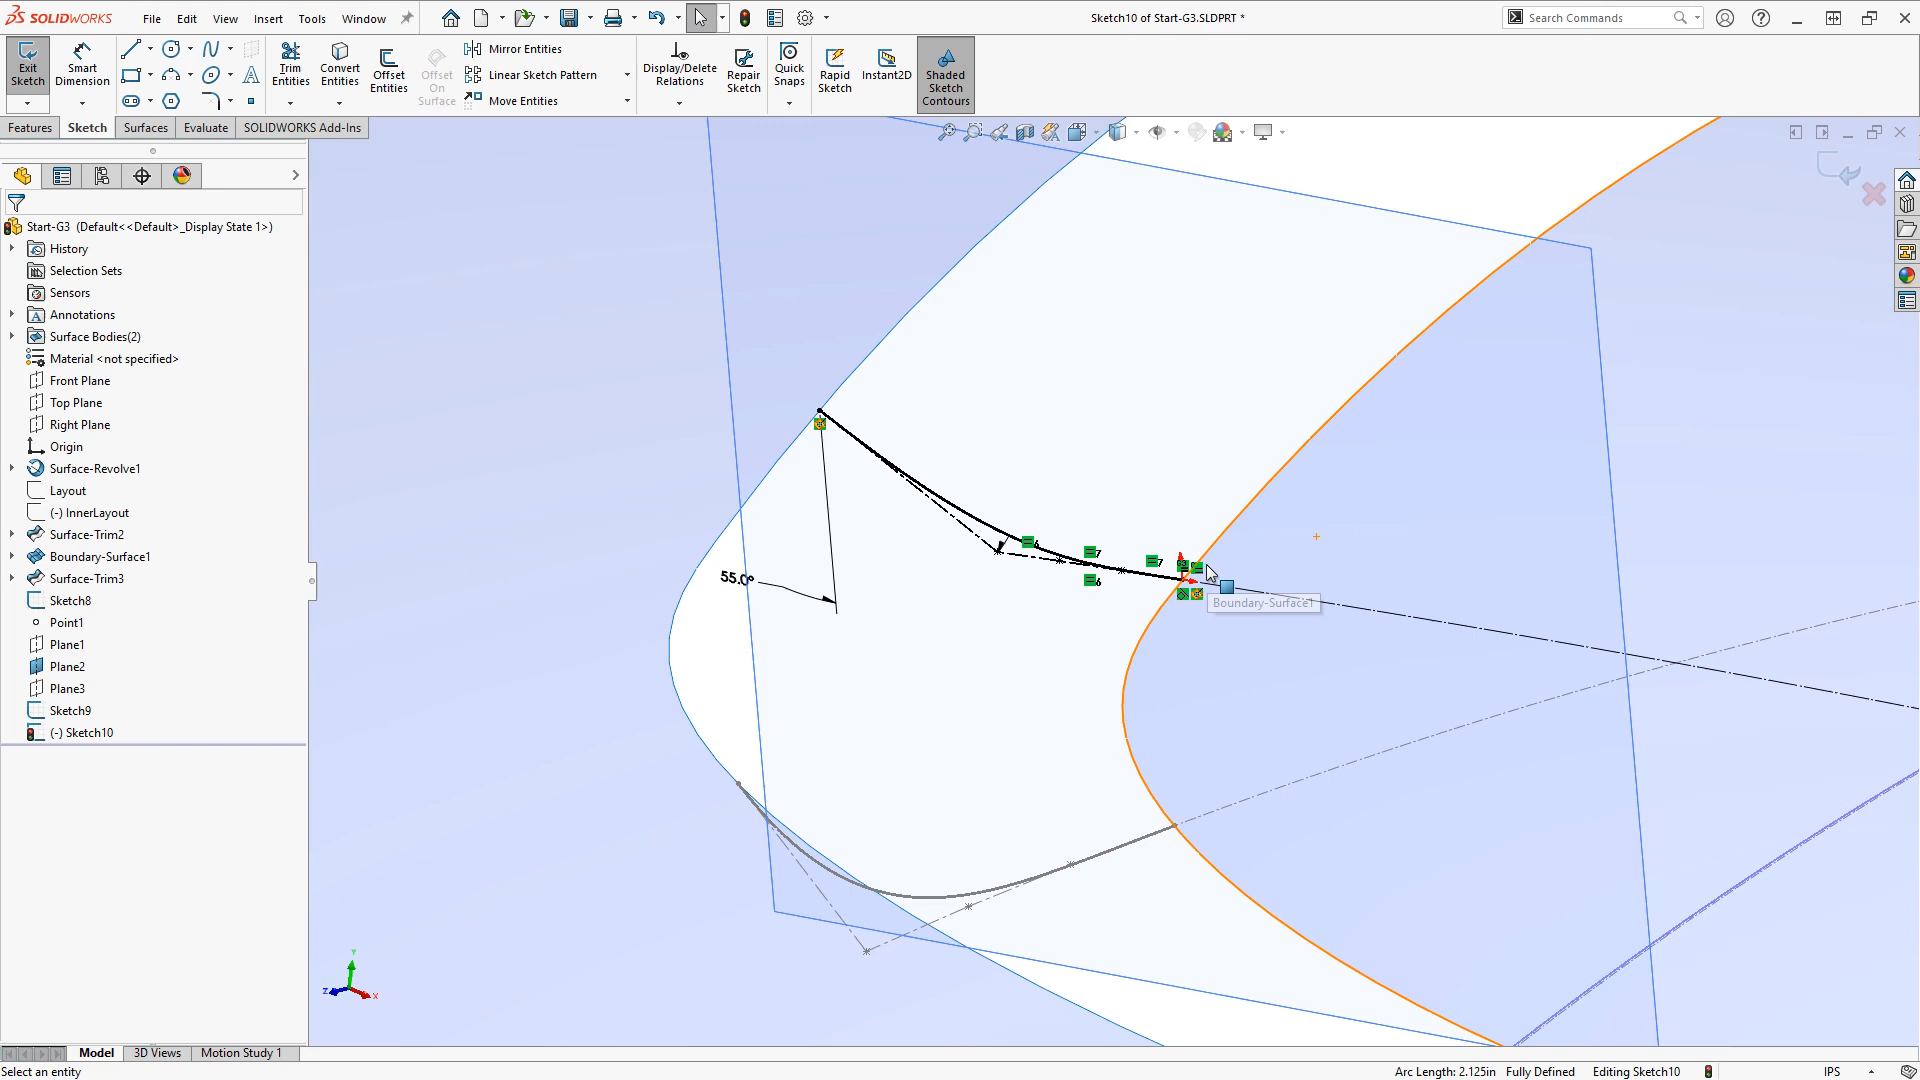 SOLIDWORKS
File
Edit
View
Insert
Tools
Window
Sketch10 of Start-G3.SLDPRT *
Search Commands
Exit
Sketch
Smart
Dimension
Trim
Entities
Convert
Entities
Offset
Entities
Offset
On
Surface
Mirror Entities
Linear Sketch Pattern
Move Entities
Display/Delete
Relations
Repair
Sketch
Quick
Snaps
Rapid
Sketch
Instant2D
Shaded
Sketch
Contours
Features
Sketch
Surfaces
Evaluate
SOLIDWORKS Add-Ins
Start-G3 (Default<<Default>_Display State 1>)
History
Selection Sets
Sensors
Annotations
Surface Bodies(2)
Material <not specified>
Front Plane
Top Plane
Right Plane
Origin
Surface-Revolve1
Layout
(-) InnerLayout
Surface-Trim2
Boundary-Surface1
Surface-Trim3
Sketch8
Point1
Plane1
Plane2
Plane3
Sketch9
(-) Sketch10
55.0°
6
7
7
6
G3
Boundary-Surface1
Y
Z
X
Model
3D Views
Motion Study 1
Select an entity
Arc Length: 2.125in
Fully Defined
Editing Sketch10
IPS